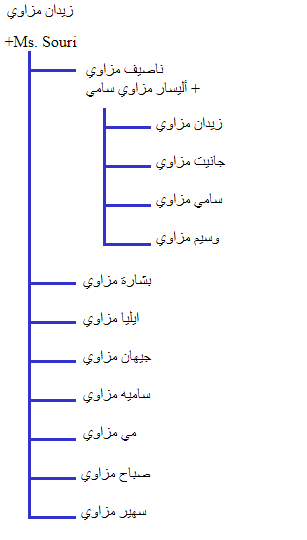 زيدان مزاوي
+Ms. Souri
ناصيف مزاوي
+ أليسار مزاوي سامي
زيدان مزاوي
جانيت مزاوي
سامي مزاوي
وسيم مزاوي
بشارة مزاوي
ايليا مزاوي
جيهان مزاوي
ساميه مزاوي
مي مزاوي
صباح مزاوي
سهير مزاوي